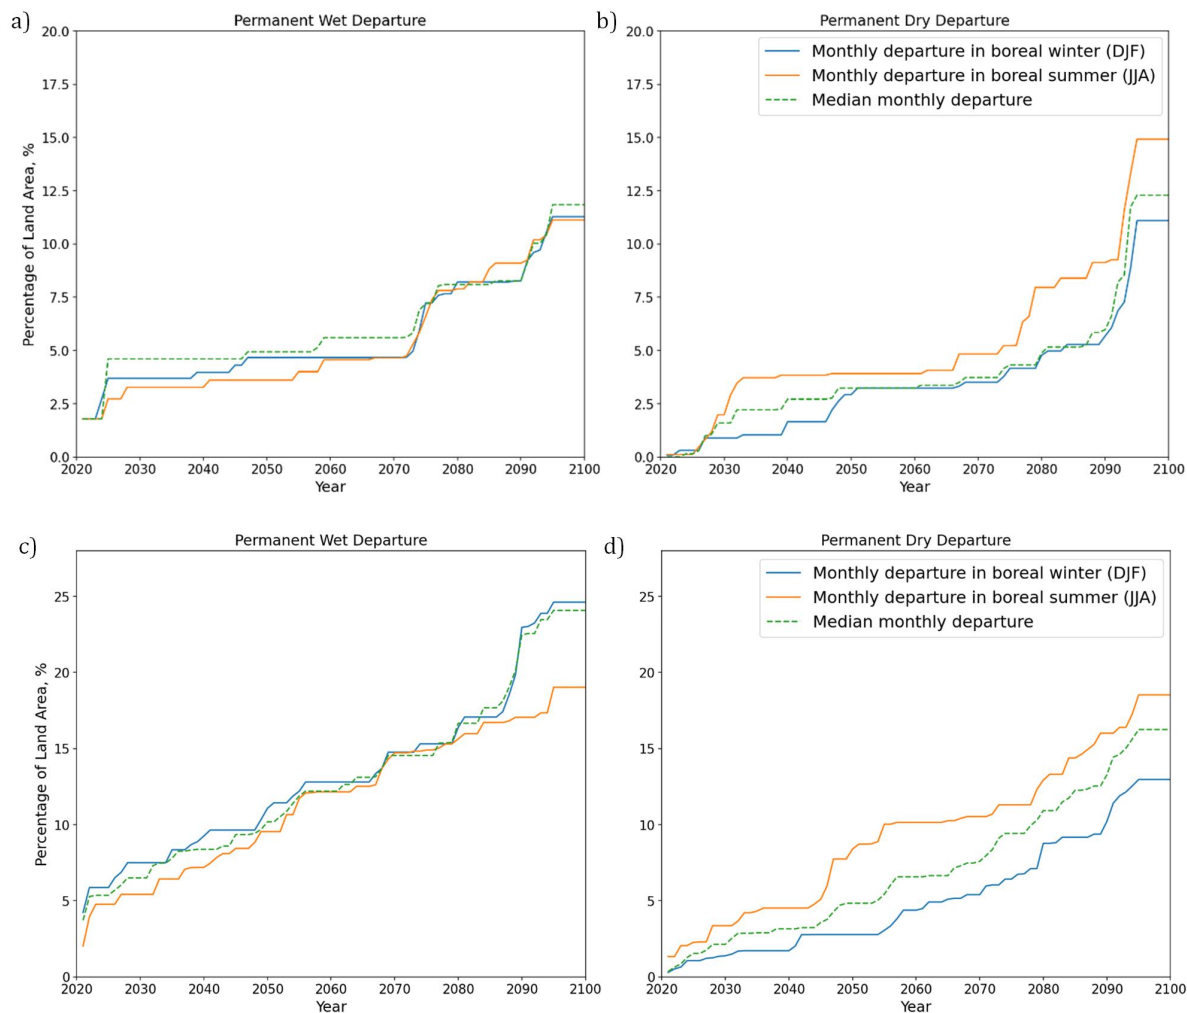 a)
Permanent Wet Departure
20.0
17.5
15.0
12.5
10.0
7.5
5.0
2.5
0.0
Percentage of Land Area, %
2020 2030 2040 2050 2060 2070 2080 2090 2100
Year
b)
Permanent Dry Departure
Monthly departure in boreal winter (DJF)
Monthly departure in boreal summer (JJA)
Median monthly departure
20.0
17.5
15.0
12.5
10.0
7.5
5.0
2.5
0.0
2020 2030 2040 2050 2060 2070 2080 2090 2100
Year
c)
Permanent Wet Departure
25
20
15
10
5
0
Percentage of Land Area, %
2020 2030 2040 2050 2060 2070 2080 2090 2100
Year
d)
Permanent Dry Departure
Monthly departure in boreal winter (DJF)
Monthly departure in boreal summer (JJA)
Median monthly departure
25
20
15
10
5
0
2020 2030 2040 2050 2060 2070 2080 2090 2100
Year